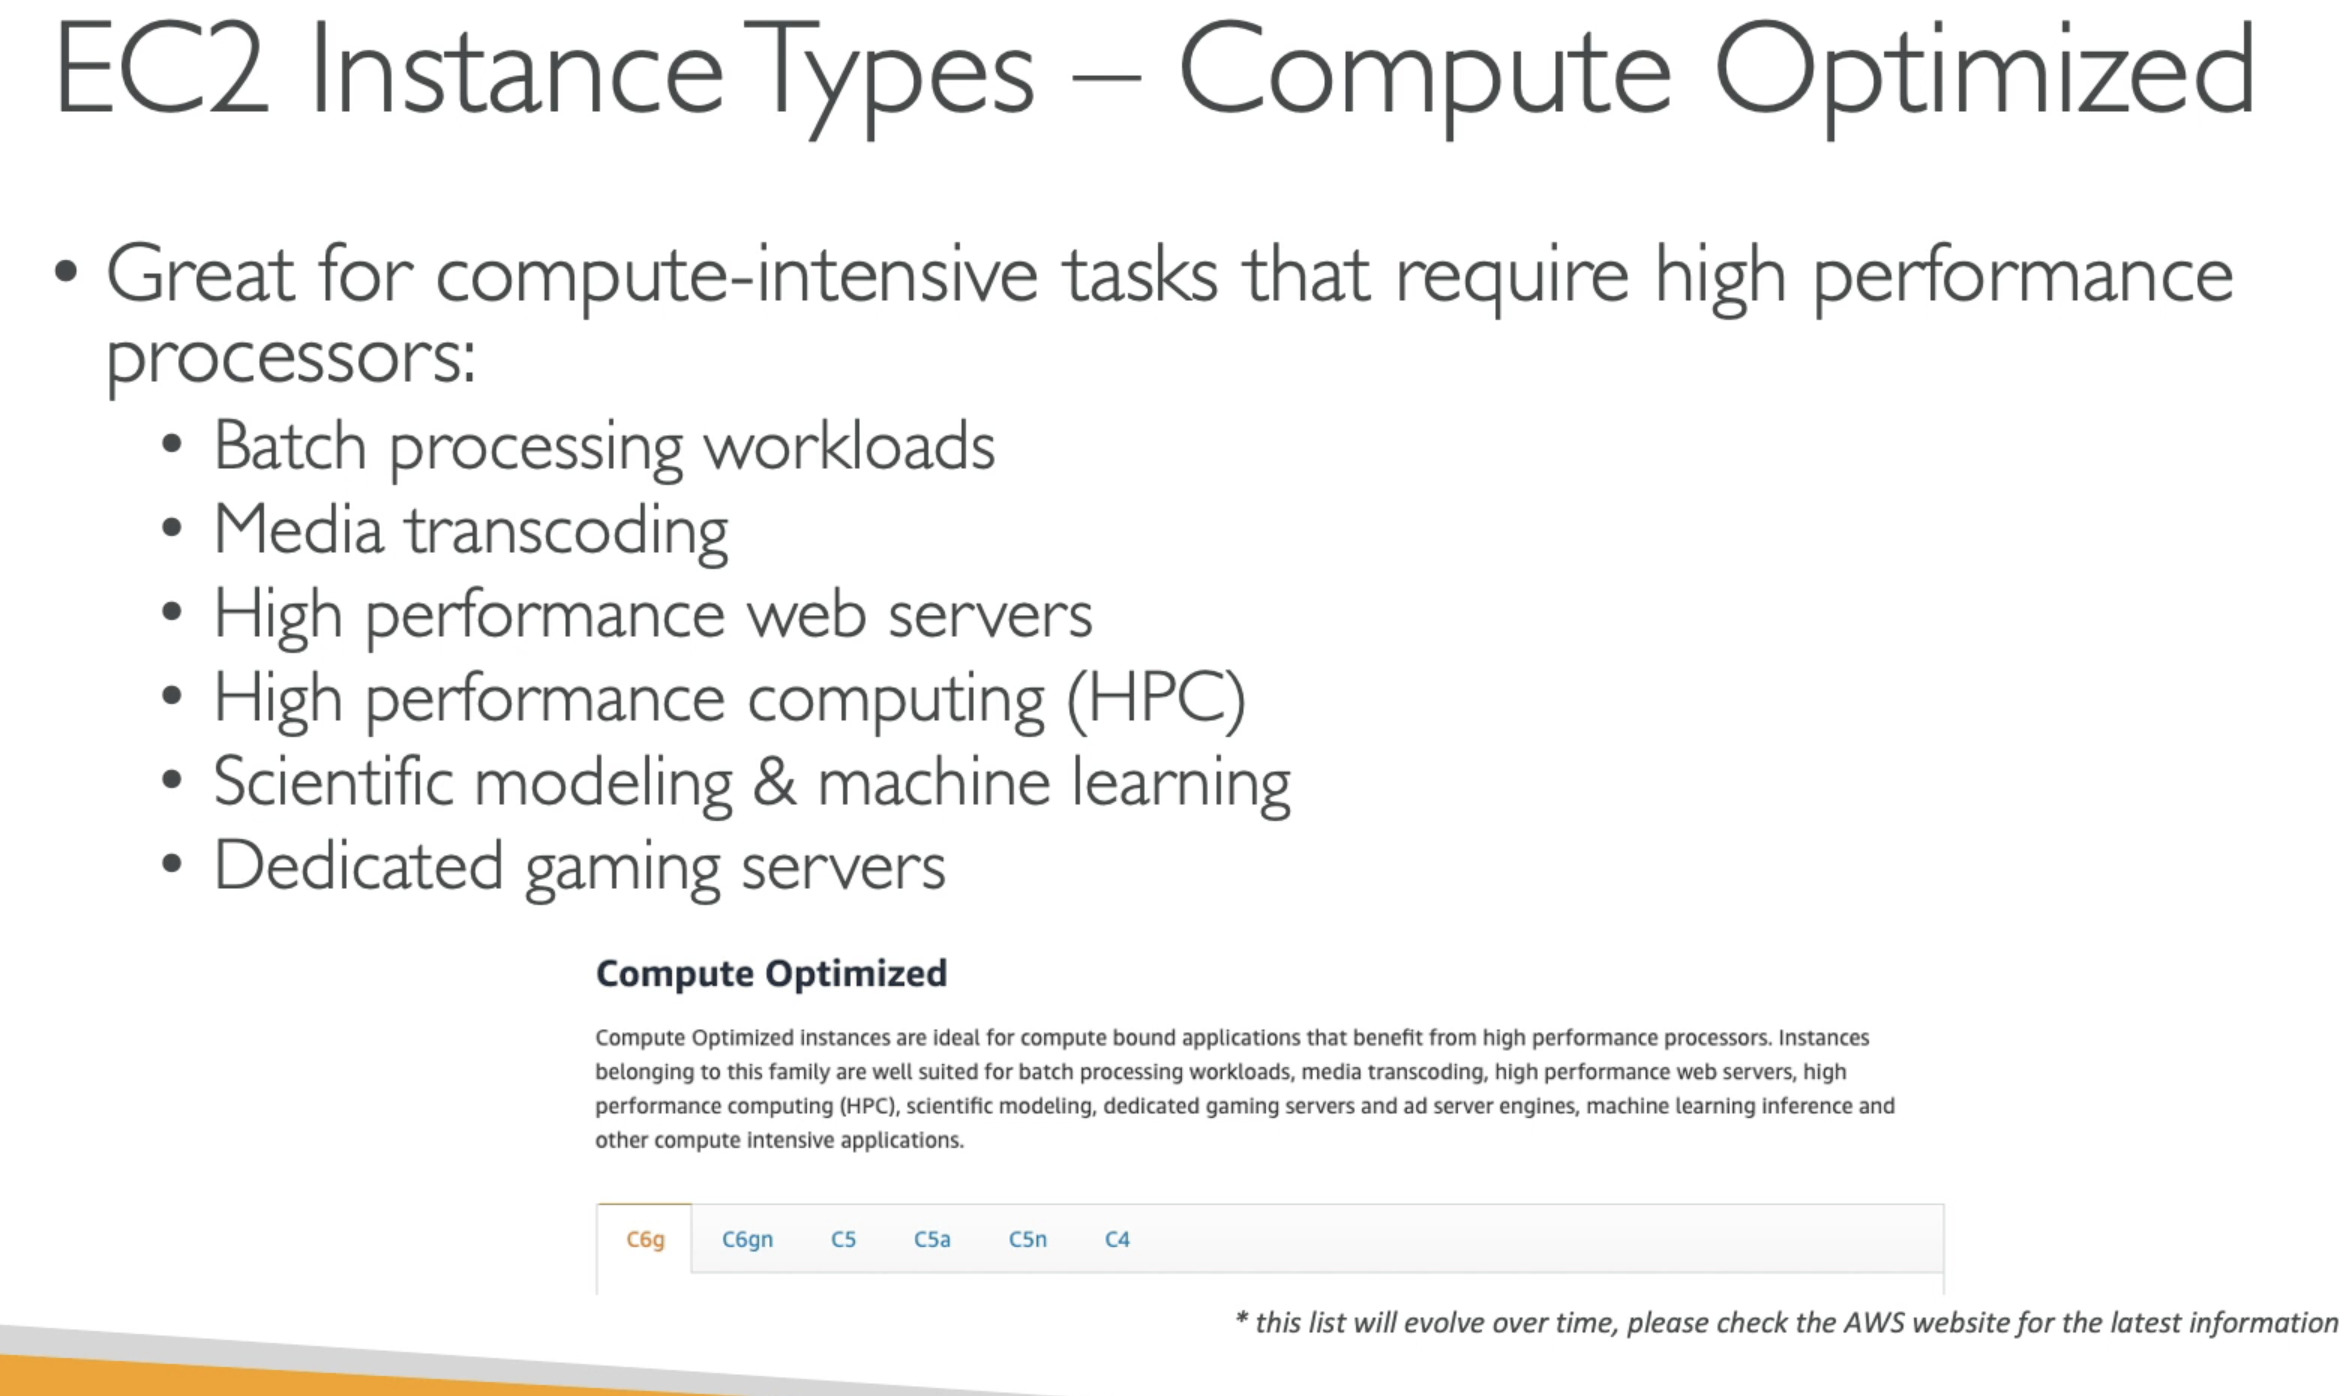 EC2 Instance Types – Compute Optimized
• Great for compute-intensive tasks that require high performance
processors:
• Batch processing workloads
• Media transcoding
• High performance web servers
• High performance computing (HPC)
• Scientific modeling & machine learning
• Dedicated gaming servers
Compute Optimized
Compute Optimized instances are ideal for compute bound applications that benefit from high performance processors. Instances
belonging to this family are well suited for batch processing workloads, media transcoding, high performance web servers, high
performance computing (HPC), scientific modeling, dedicated gaming servers and ad server engines, machine learning inference and
other compute intensive applications.
C6g C6gn C5 C5a C5n C4
* this list will evolve over time, please check the AWS website for the latest information